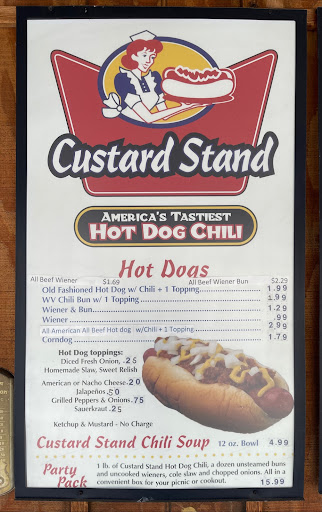 Custard Stand
AMERICA'S TASTIEST
HOT DOG CHILI
Hot Dogs
All Beef Wiener $1.69 All Beef Wiener Bun $2.29
Old Fashioned Hot Dog w/ Chili + 1 Topping 1.99
WV Chili Bun w/ 1 Topping 1.99
Wiener & Bun 1.29
Wiener .99
All American All Beef Hot dog w/Chili + 1 Topping 2.99
Corndog 1.79
Hot Dog toppings:
Diced Fresh Onion, .25
Homemade Slaw, Sweet Relish
American or Nacho Cheese .20
Jalapeños .50
Grilled Peppers & Onions .75
Sauerkraut .25
Ketchup & Mustard - No Charge
Custard Stand Chili Soup 12 oz. Bowl 4.99
Party Pack
1 lb. of Custard Stand Hot Dog Chili, a dozen unsteamed buns
and uncooked wieners, cole slaw and chopped onions. All in a
convenient box for your picnic or cookout. 15.99